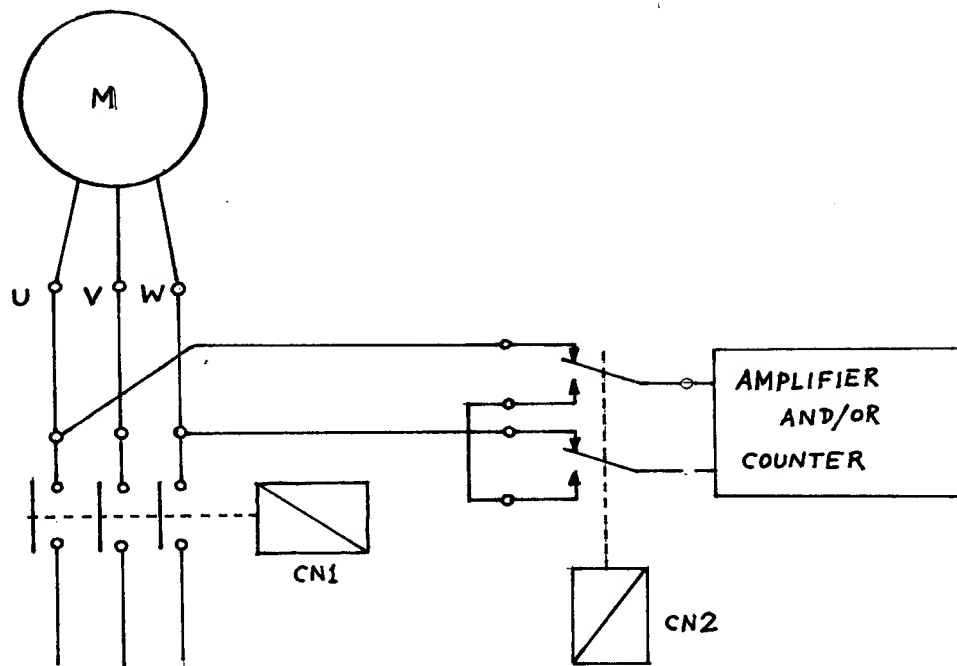 M
U V W
AMPLIFIER
AND/OR
COUNTER
CN1
CN2